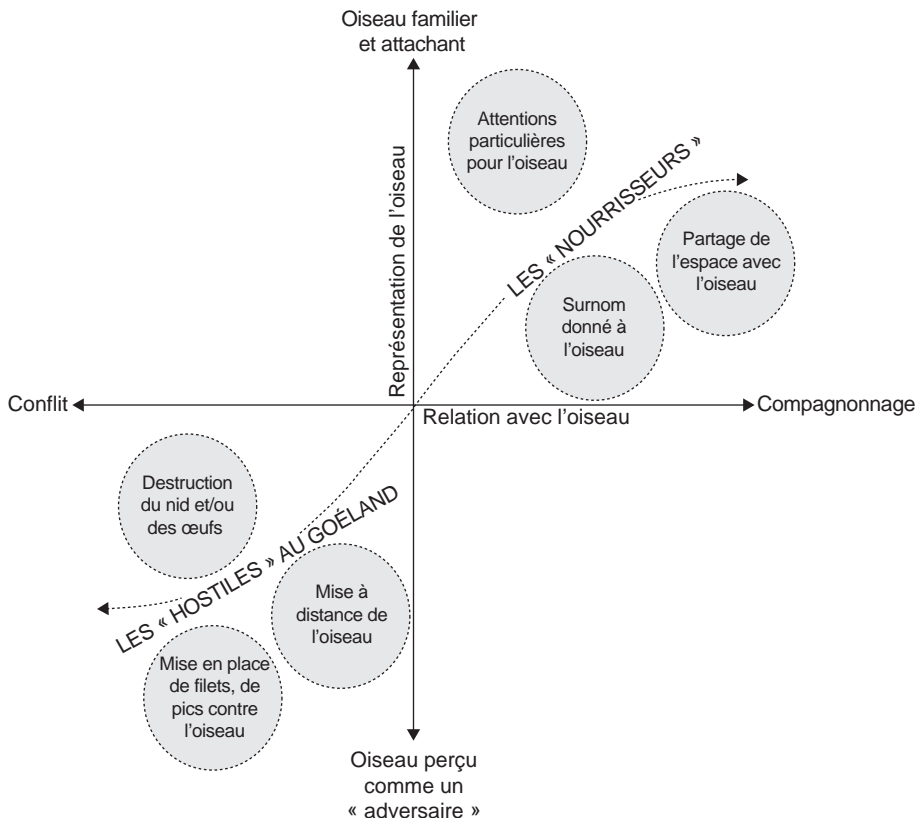 Oiseau familier
et attachant
Représentation de l'oiseau
Attentions
particulières
pour l'oiseau
LES « NOURRISSEURS »
Partage de
l'espace avec
l'oiseau
Surnom
donné à
l'oiseau
Conflit
Relation avec l'oiseau
Compagnonnage
Destruction
du nid et/ou
des œufs
LES « HOSTILES » AU GOÉLAND
Mise à
distance de
l'oiseau
Mise en place
de filets, de
pics contre
l'oiseau
Oiseau perçu
comme un
« adversaire »